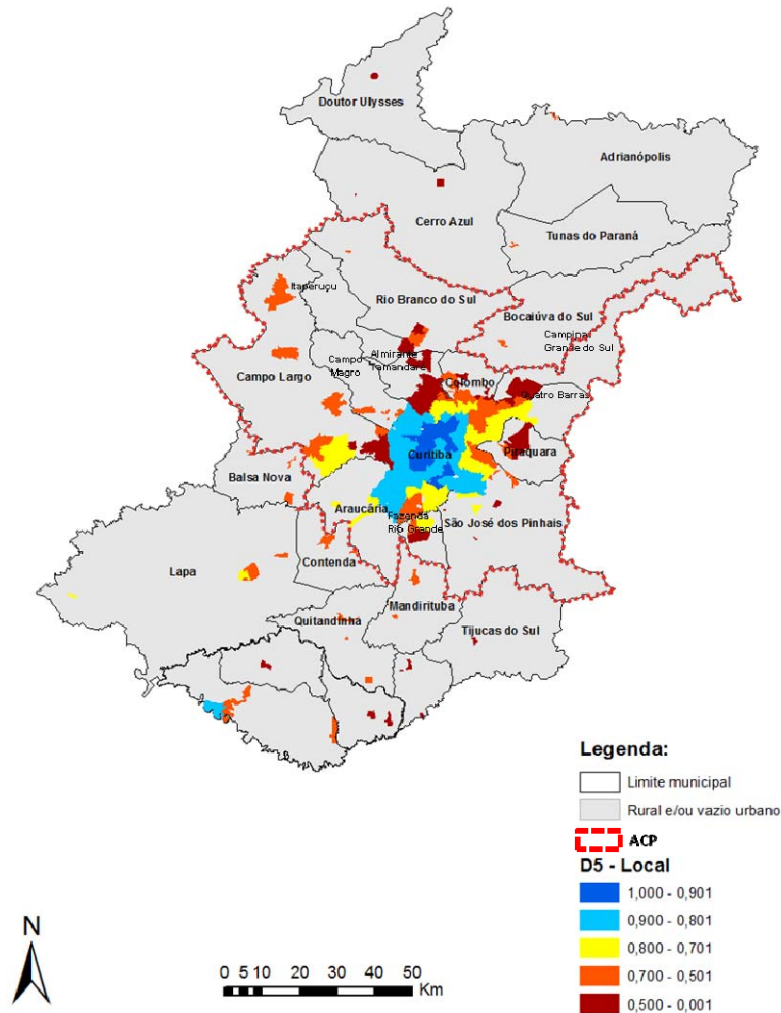 Doutor Ulysses
Adrianópolis
Cerro Azul
Tunas do Paraná
Itaperuçu
Rio Branco do Sul
Bocaiúva do Sul
Campina
Grande do Sul
Campo
Magro
Almirante
Tamandaré
Campo Largo
Colombo
Quatro Barras
Curitiba
Piraquara
Balsa Nova
Araucária
Fazenda
Rio Grande
São José dos Pinhais
Contenda
Lapa
Mandirituba
Quitandinha
Tijucas do Sul
Legenda:
Limite municipal
Rural e/ou vazio urbano
ACP
D5 - Local
1,000 - 0,901
0,900 - 0,801
0,800 - 0,701
0,700 - 0,501
0,500 - 0,001
N
0 5 10 20 30 40 50
Km